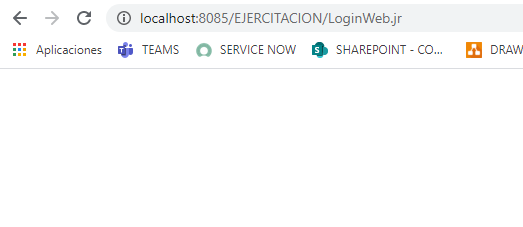 localhost:8085/EJERCITACION/LoginWeb.jr
Aplicaciones TEAMS SERVICE NOW SHAREPOINT - CO... DRAW